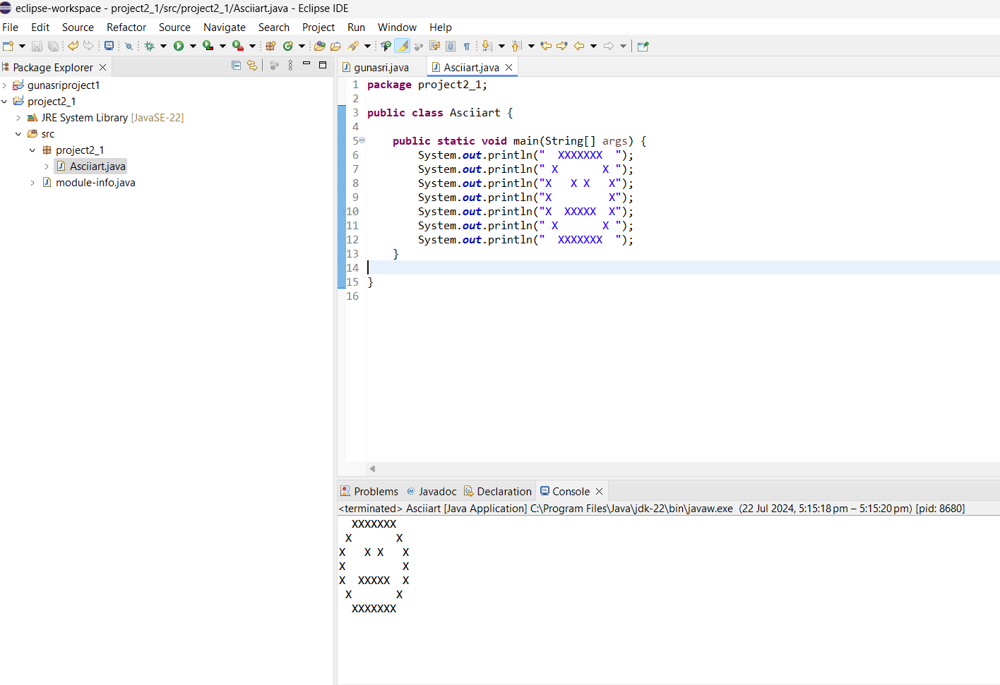 eclipse-workspace - project2_1/src/project2_1/Asciiart.java - Eclipse IDE
File Edit Source Refactor Source Navigate Search Project Run Window Help
Package Explorer
gunasriproject1
project2_1
JRE System Library [JavaSE-22]
src
project2_1
Asciiart.java
module-info.java
gunasri.java Asciiart.java
1 package project2_1;
2
3 public class Asciiart {
4
5     public static void main(String[] args) {
6         System.out.println("  XXXXXXX  ");
7         System.out.println(" X       X ");
8         System.out.println("X   X X   X");
9         System.out.println("X         X");
10         System.out.println("X  XXXXX  X");
11         System.out.println(" X       X ");
12         System.out.println("  XXXXXXX  ");
13     }
14
15 }
16
Problems @ Javadoc Declaration Console
<terminated> Asciiart [Java Application] C:\Program Files\Java\jdk-22\bin\javaw.exe (22 Jul 2024, 5:15:18 pm – 5:15:20 pm) [pid: 8680]
  XXXXXXX
 X       X
X   X X   X
X         X
X  XXXXX  X
 X       X
  XXXXXXX